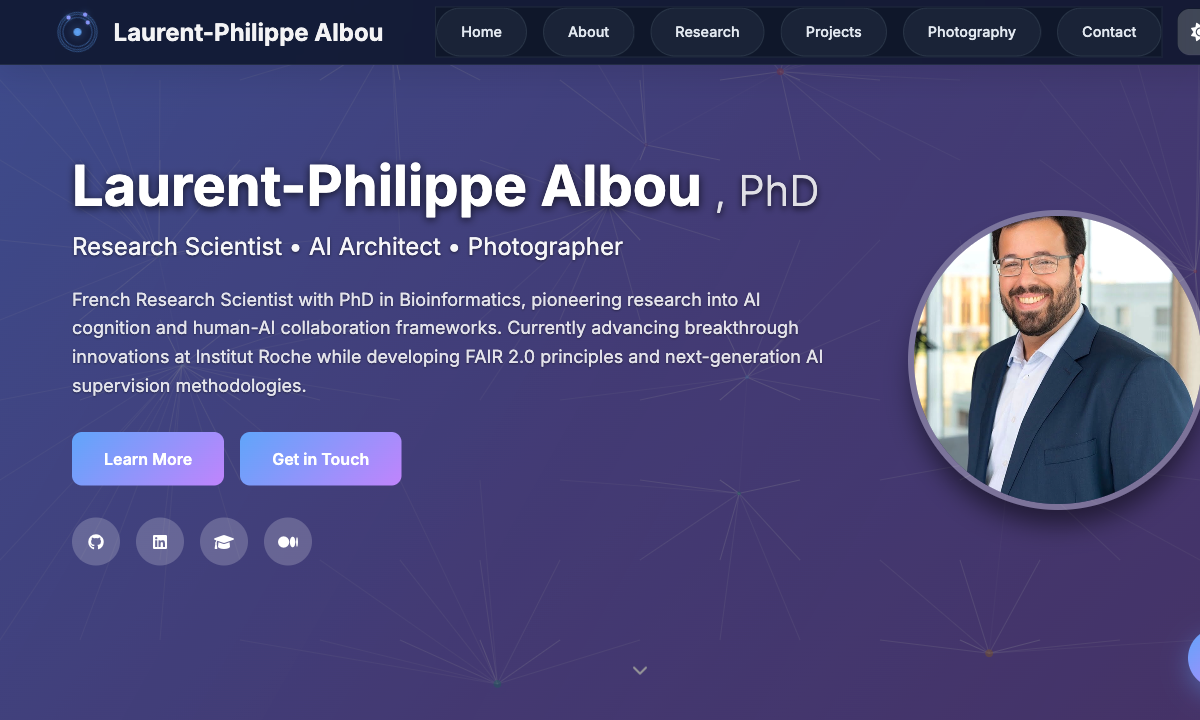 Laurent-Philippe Albou
Home
About
Research
Projects
Photography
Contact
Laurent-Philippe Albou , PhD
Research Scientist • AI Architect • Photographer
French Research Scientist with PhD in Bioinformatics, pioneering research into AI
cognition and human-AI collaboration frameworks. Currently advancing breakthrough
innovations at Institut Roche while developing FAIR 2.0 principles and next-generation AI
supervision methodologies.
Learn More
Get in Touch